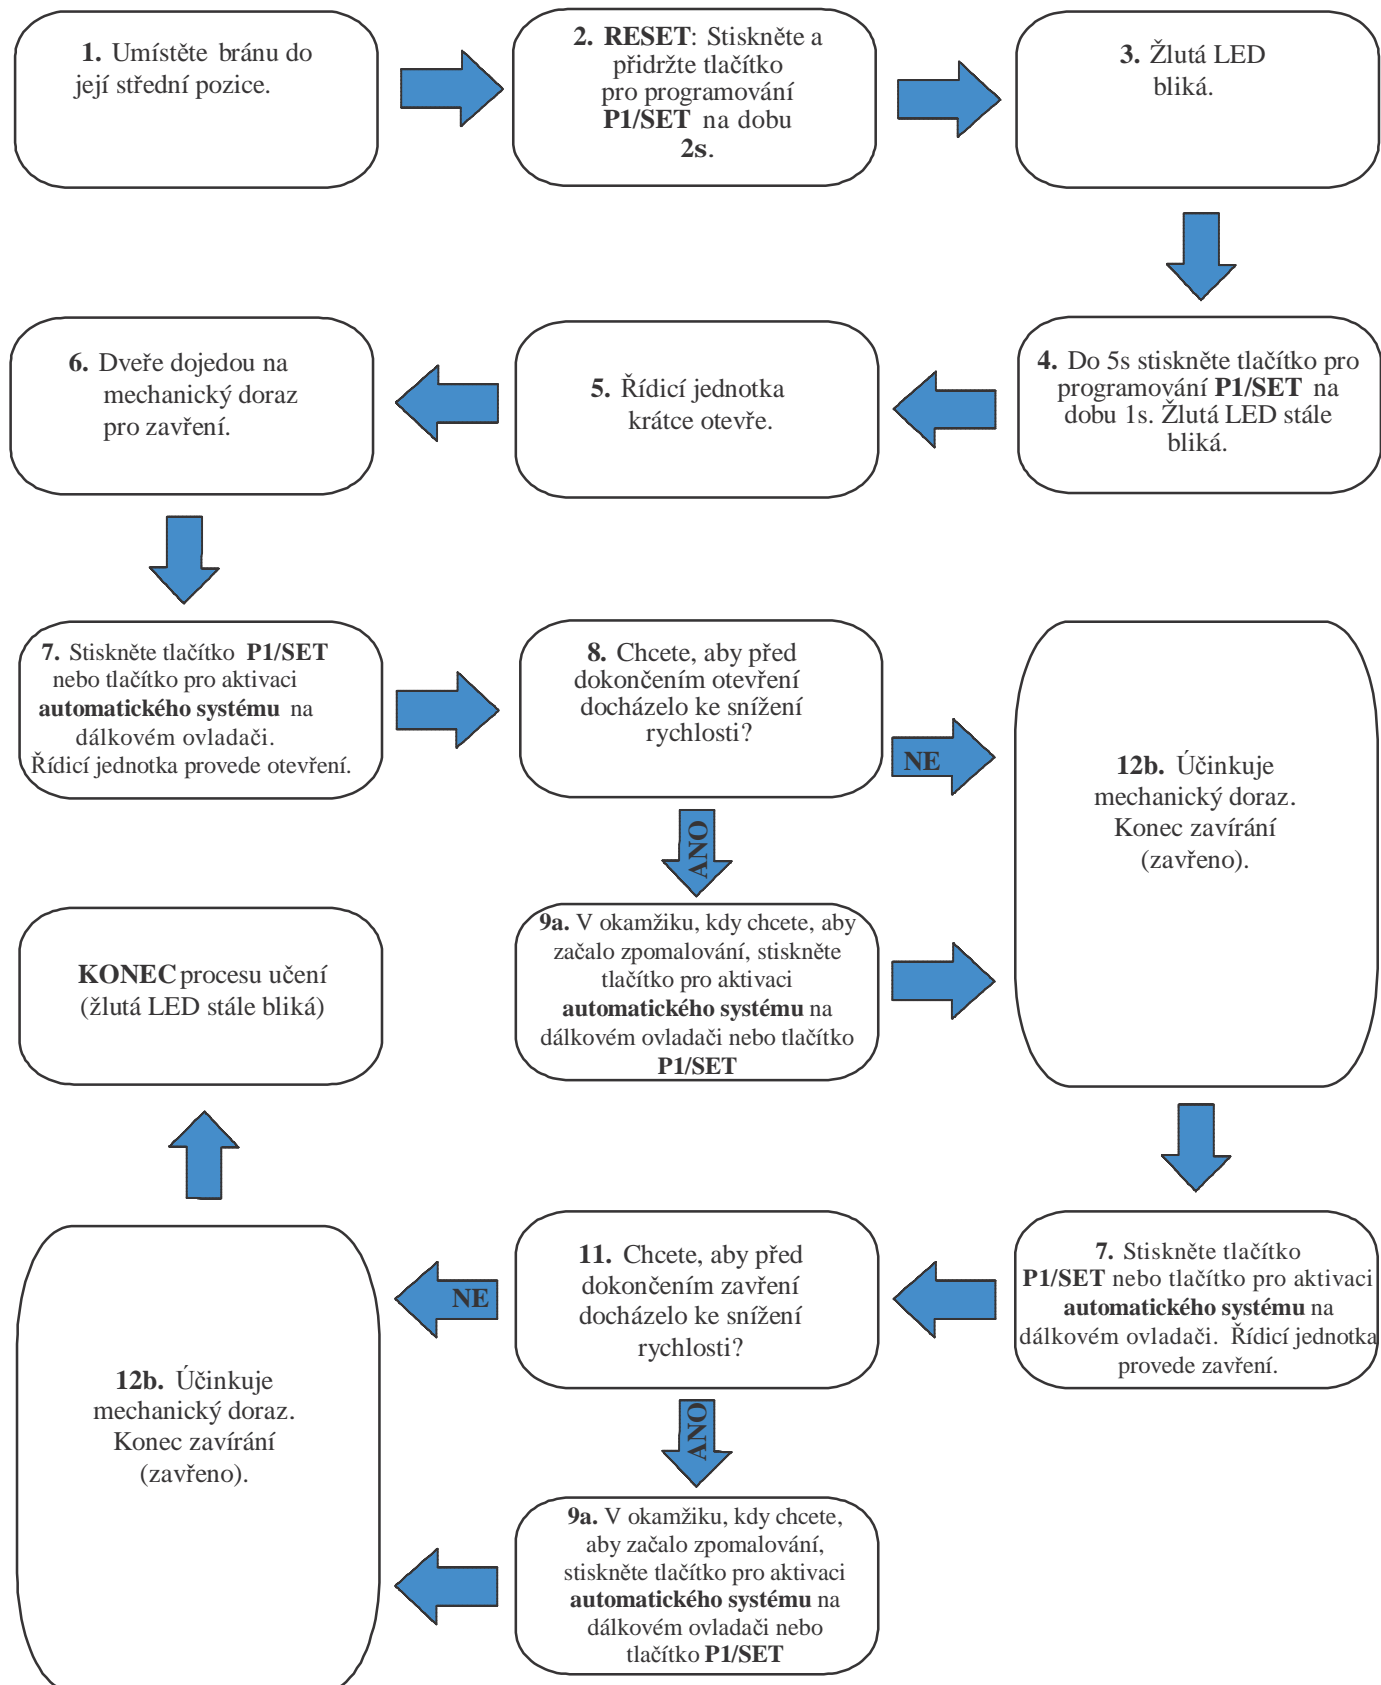 1. Umístěte bránu do
její střední pozice.
2. RESET: Stiskněte a
přidržte tlačítko
pro programování
P1/SET na dobu
2s.
3. Žlutá LED
bliká.
4. Do 5s stiskněte tlačítko pro
programování P1/SET na
dobu 1s. Žlutá LED stále
bliká.
5. Řídicí jednotka
krátce otevře.
6. Dveře dojedou na
mechanický doraz
pro zavření.
7. Stiskněte tlačítko P1/SET
nebo tlačítko pro aktivaci
automatického systému na
dálkovém ovladači.
Řídicí jednotka provede otevření.
8. Chcete, aby před
dokončením otevření
docházelo ke snížení
rychlosti?
NE
ANO
9a. V okamžiku, kdy chcete, aby
začalo zpomalování, stiskněte
tlačítko pro aktivaci
automatického systému na
dálkovém ovladači nebo tlačítko
P1/SET
12b. Účinkuje
mechanický doraz.
Konec zavírání
(zavřeno).
7. Stiskněte tlačítko
P1/SET nebo tlačítko pro aktivaci
automatického systému na
dálkovém ovladači. Řídicí jednotka
provede zavření.
11. Chcete, aby před
dokončením zavření
docházelo ke snížení
rychlosti?
NE
ANO
9a. V okamžiku, kdy chcete,
aby začalo zpomalování,
stiskněte tlačítko pro aktivaci
automatického systému na
dálkovém ovladači nebo
tlačítko P1/SET
12b. Účinkuje
mechanický doraz.
Konec zavírání
(zavřeno).
KONEC procesu učení
(žlutá LED stále bliká)